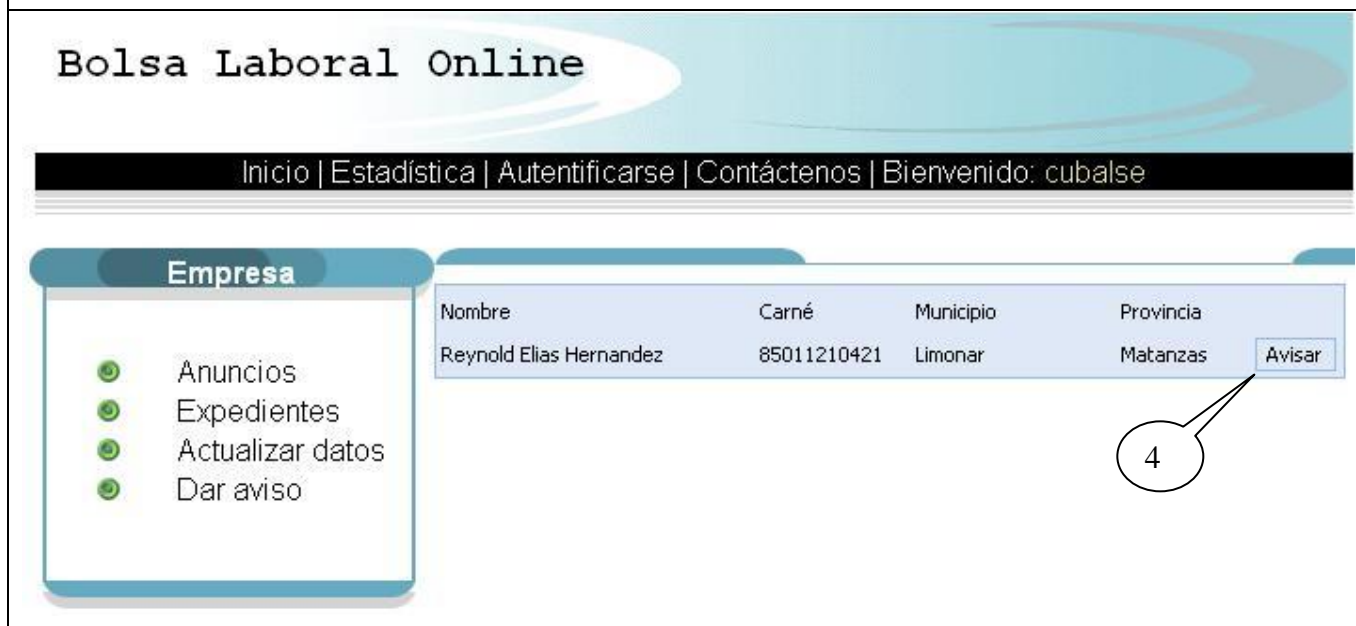 Bolsa Laboral Online
Inicio | Estadística | Autentificarse | Contáctenos | Bienvenido: cubalse
Empresa
Anuncios
Expedientes
Actualizar datos
Dar aviso
Nombre Carné Municipio Provincia
Reynold Elias Hernandez 85011210421 Limonar Matanzas Avisar
4